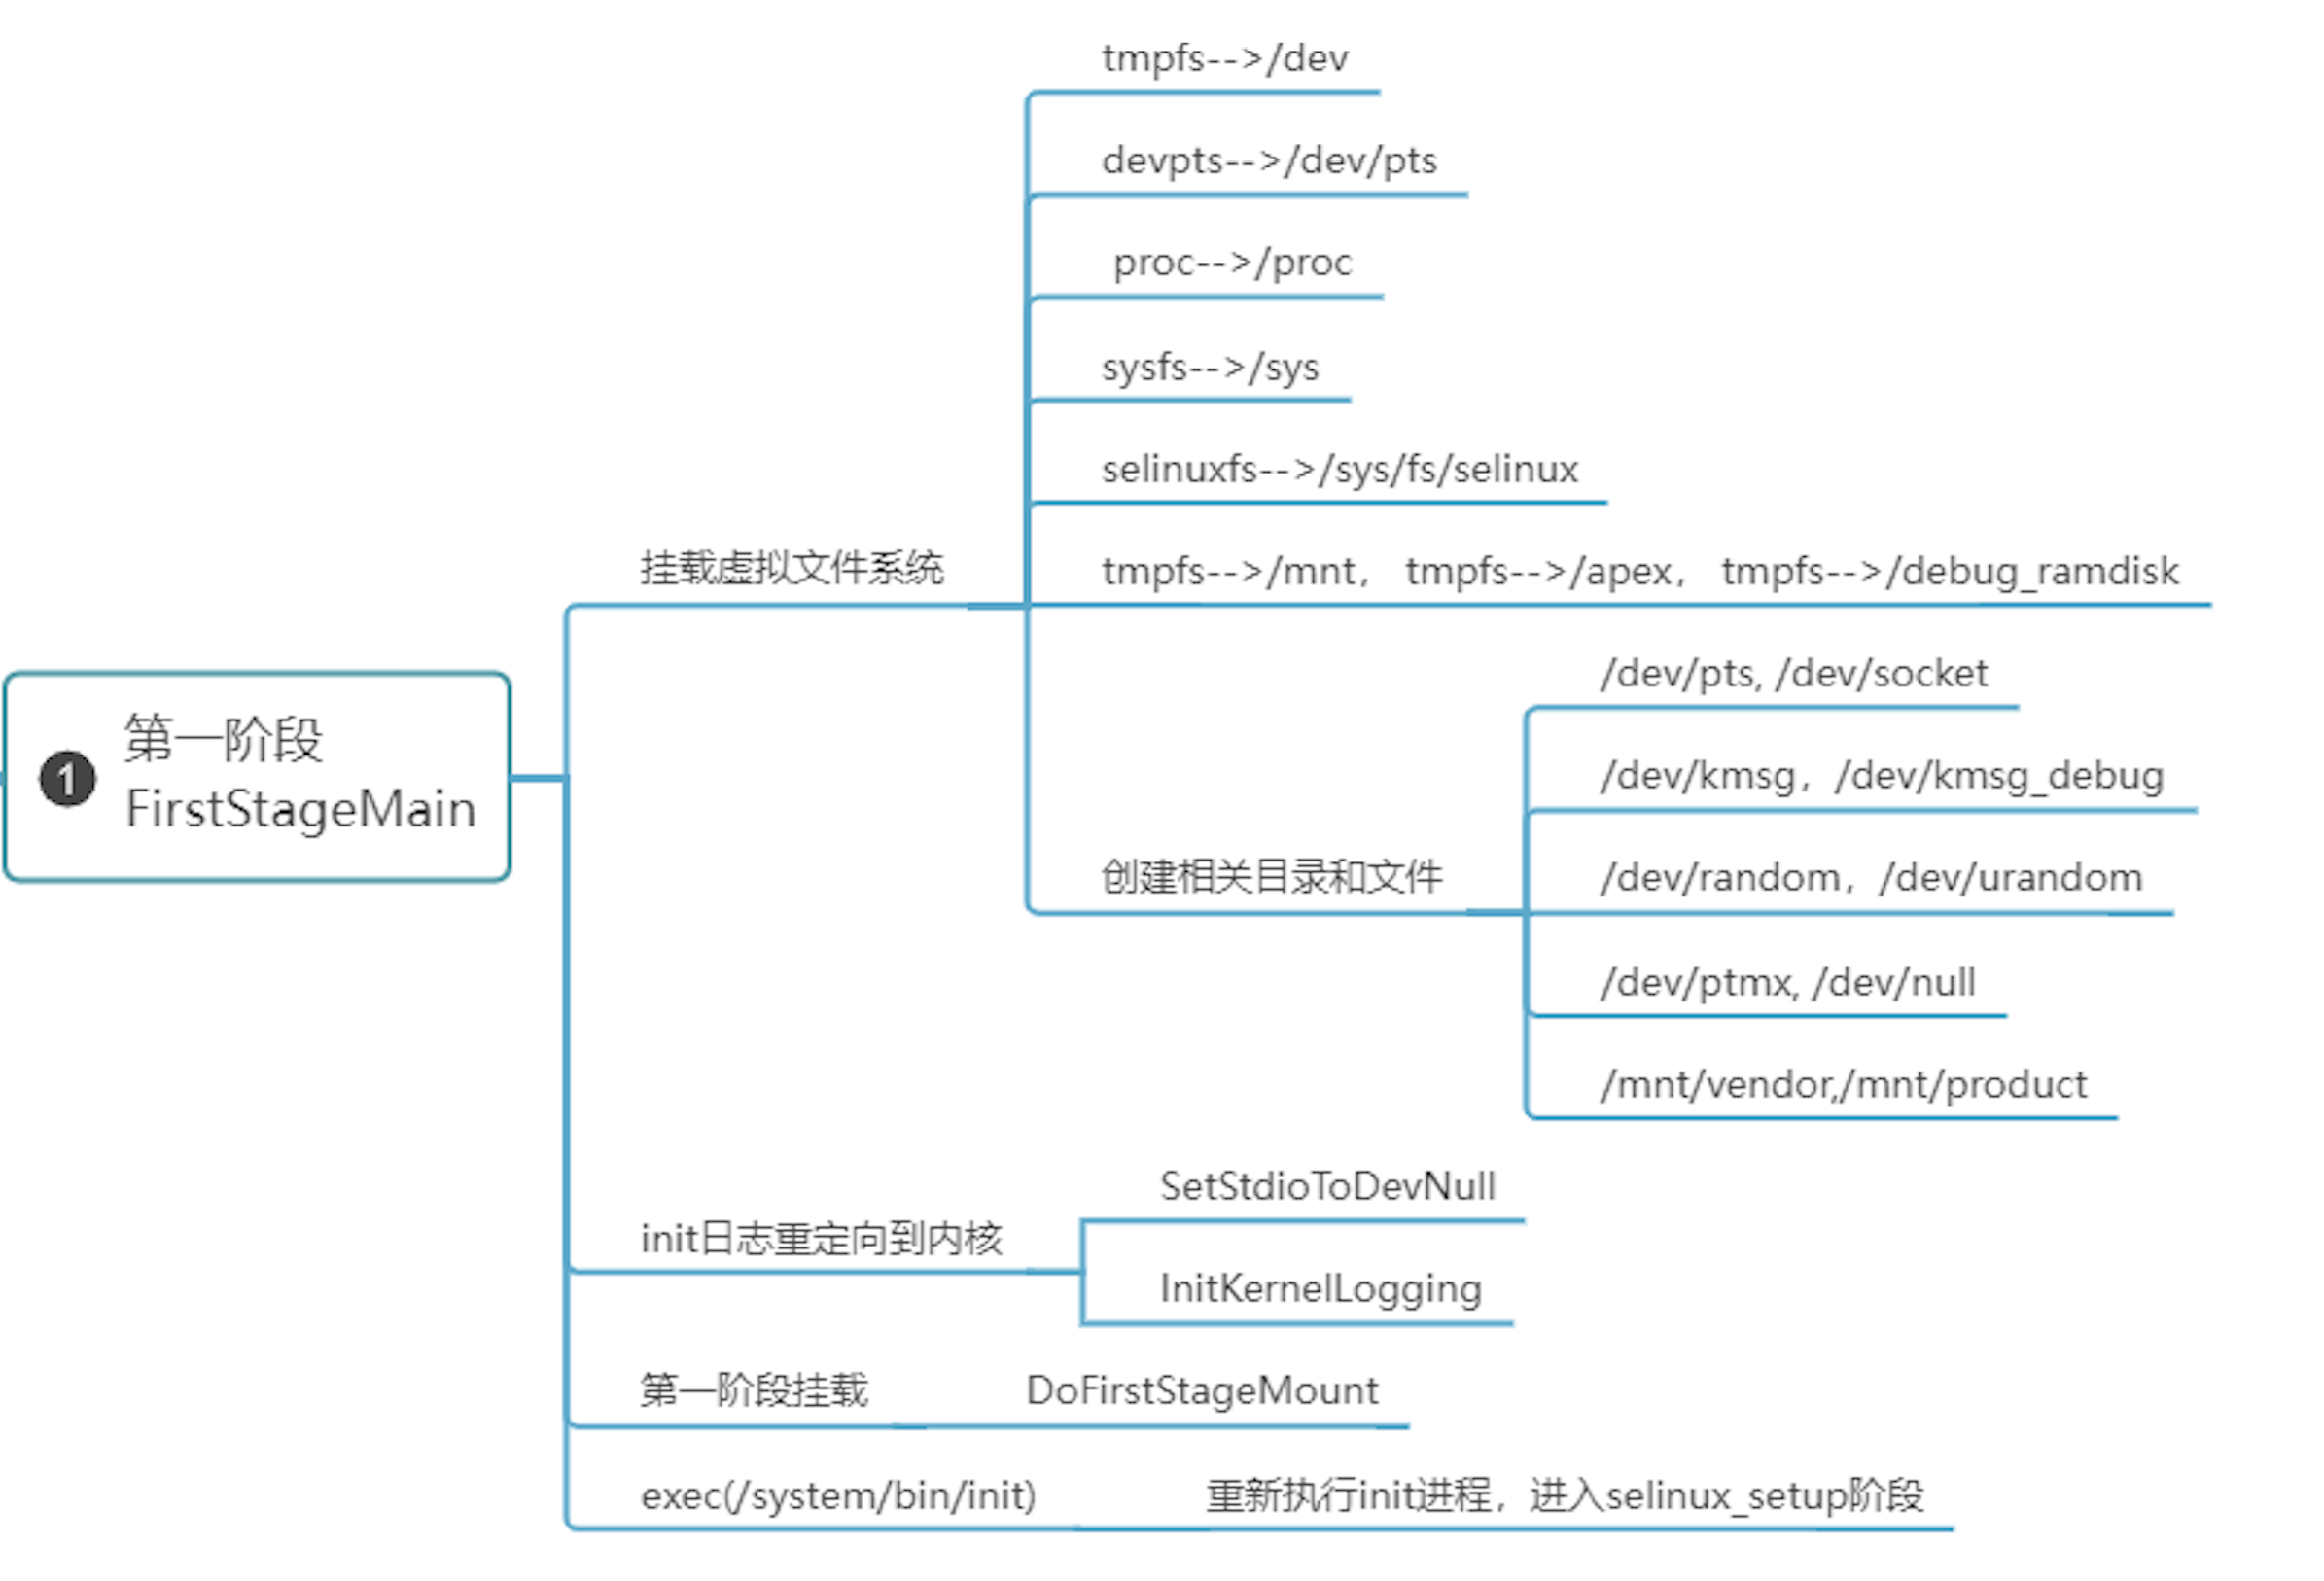 1
第一阶段
FirstStageMain
挂载虚拟文件系统
tmpfs-->/dev
devpts-->/dev/pts
proc-->/proc
sysfs-->/sys
selinuxfs-->/sys/fs/selinux
tmpfs-->/mnt， tmpfs-->/apex， tmpfs-->/debug_ramdisk
创建相关目录和文件
/dev/pts, /dev/socket
/dev/kmsg，/dev/kmsg_debug
/dev/random，/dev/urandom
/dev/ptmx, /dev/null
/mnt/vendor,/mnt/product
init日志重定向到内核
SetStdioToDevNull
InitKernelLogging
第一阶段挂载
DoFirstStageMount
exec(/system/bin/init)
重新执行init进程，进入selinux_setup阶段